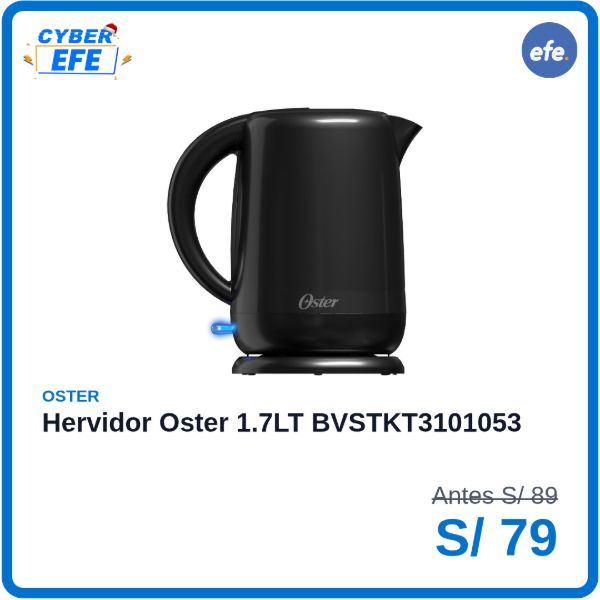 CYBER
EFE
efe.
Oster
OSTER
Hervidor Oster 1.7LT BVSTKT3101053
Antes S/ 89
S/ 79